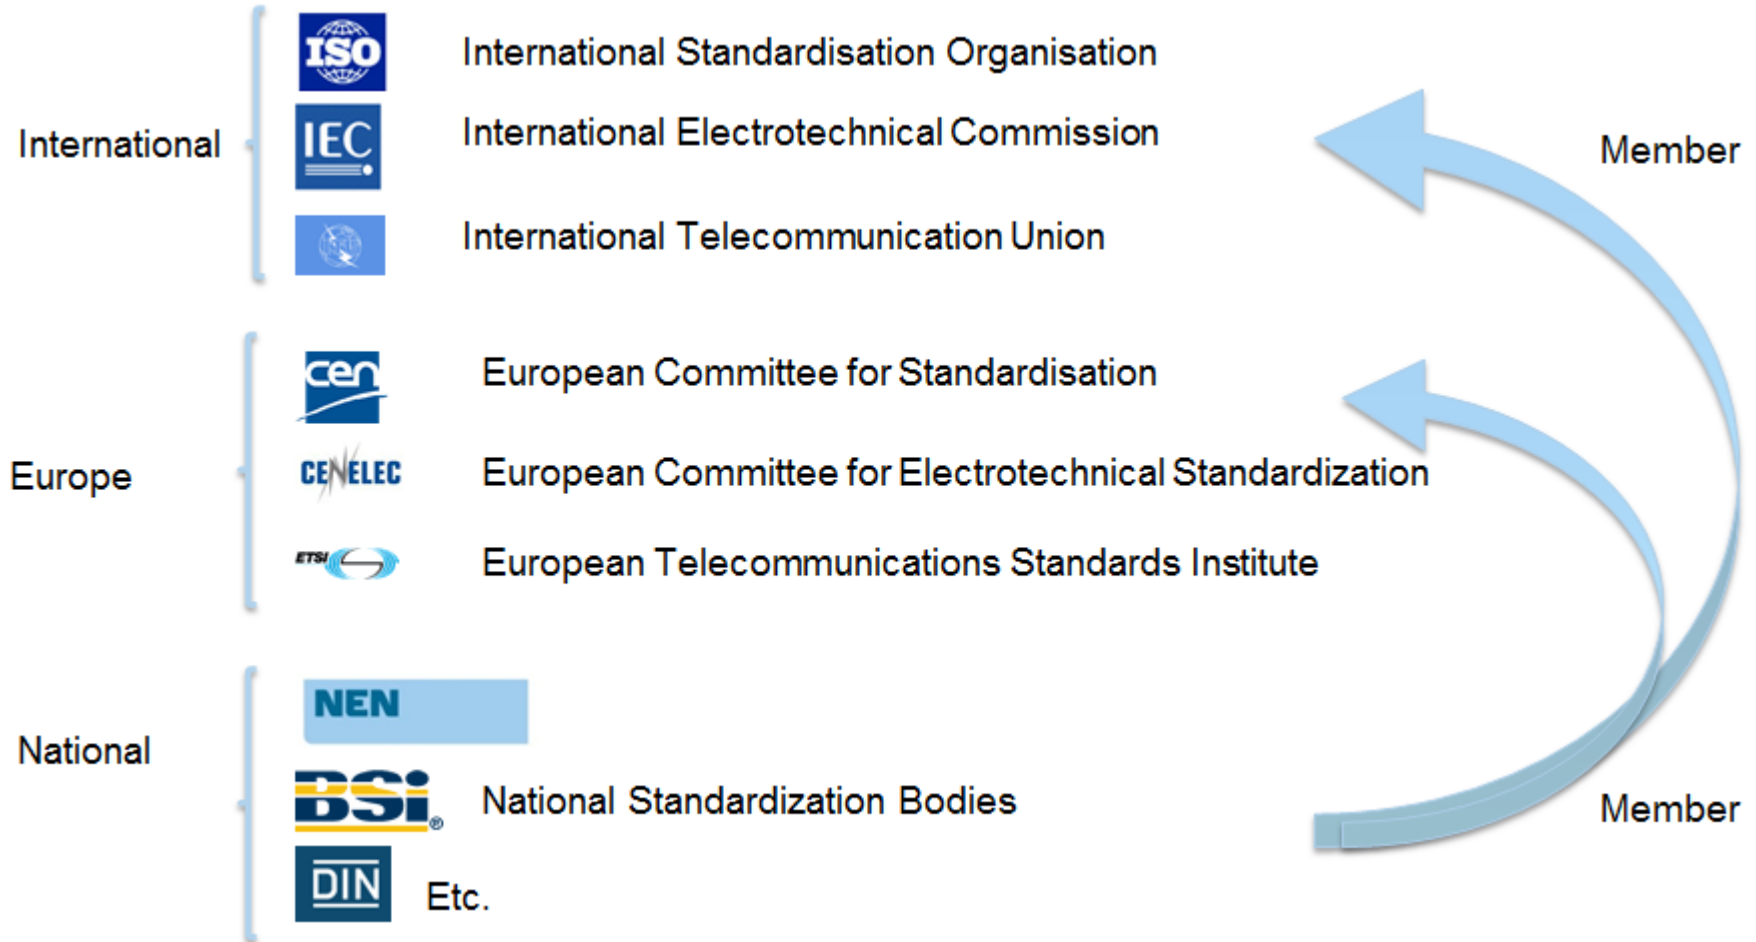 ISO
International Standardisation Organisation
International
IEC
International Electrotechnical Commission
Member
International Telecommunication Union
cen
European Committee for Standardisation
Europe
CENELEC
European Committee for Electrotechnical Standardization
ETSI
European Telecommunications Standards Institute
NEN
National
BSi®
National Standardization Bodies
Member
DIN
Etc.